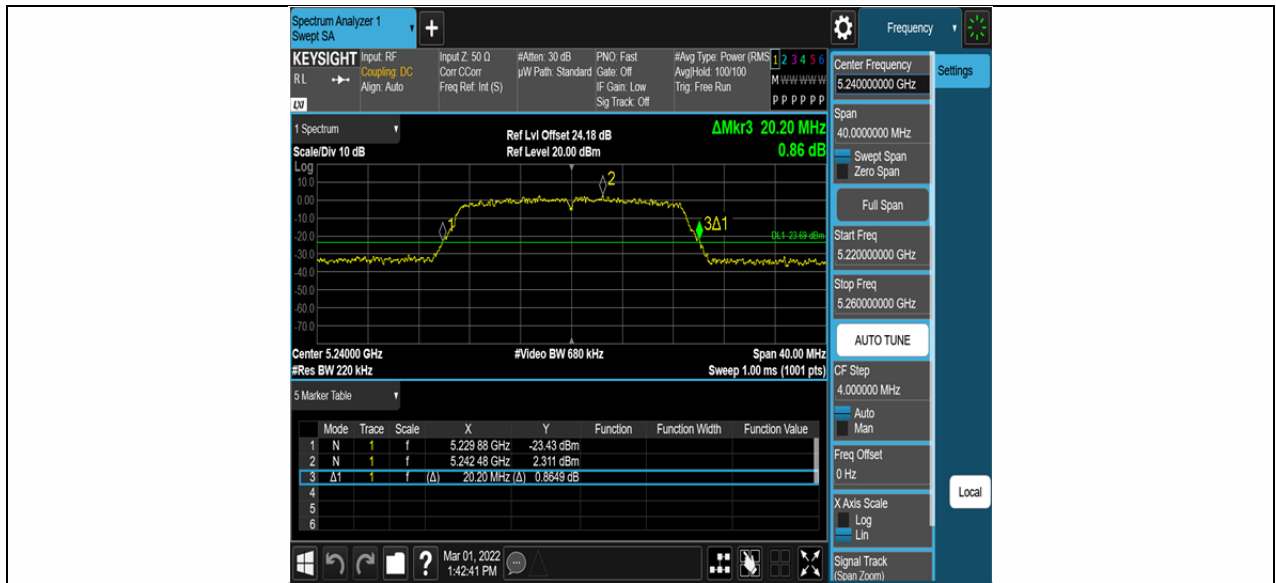 Spectrum Analyzer 1
Swept SA
+
Frequency
KEYSIGHT
RL
LXI
Input: RF
Coupling: DC
Align: Auto
Input Z: 50 Ω
Corr CCorr
Freq Ref: Int (S)
#Atten: 30 dB
µW Path: Standard
PNO: Fast
Gate: Off
IF Gain: Low
Sig Track: Off
#Avg Type: Power (RMS
Avg|Hold: 100/100
Trig: Free Run
1 2 3 4 5 6
M W W W W W
P P P P P P
1 Spectrum
Scale/Div 10 dB
Ref Lvl Offset 24.18 dB
Ref Level 20.00 dBm
ΔMkr3 20.20 MHz
0.86 dB
Log
10.0
0.00
-10.0
-20.0
-30.0
-40.0
-50.0
-60.0
-70.0
1
2
3Δ1
DL1 -23.69 dBm
Center 5.24000 GHz
#Video BW 680 kHz
Span 40.00 MHz
#Res BW 220 kHz
Sweep 1.00 ms (1001 pts)
5 Marker Table
Mode Trace Scale X Y Function Function Width Function Value
1 N 1 f 5.229 88 GHz -23.43 dBm
2 N 1 f 5.242 48 GHz 2.311 dBm
3 Δ1 1 f (Δ) 20.20 MHz (Δ) 0.8649 dB
4
5
6
?
Mar 01, 2022
1:42:41 PM
Center Frequency
5.240000000 GHz
Settings
Span
40.0000000 MHz
Swept Span
Zero Span
Full Span
Start Freq
5.220000000 GHz
Stop Freq
5.260000000 GHz
AUTO TUNE
CF Step
4.000000 MHz
Auto
Man
Freq Offset
0 Hz
X Axis Scale
Log
Lin
Local
Signal Track
(Span Zoom)